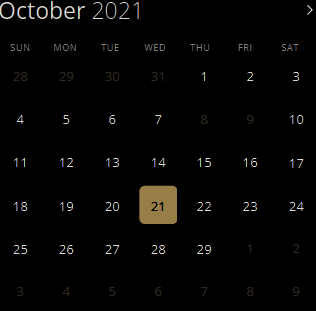 October 2021
SUN MON TUE WED THU FRI SAT
28 29 30 31 1 2 3
4 5 6 7 8 9 10
11 12 13 14 15 16 17
18 19 20 21 22 23 24
25 26 27 28 29 1 2
3 4 5 6 7 8 9